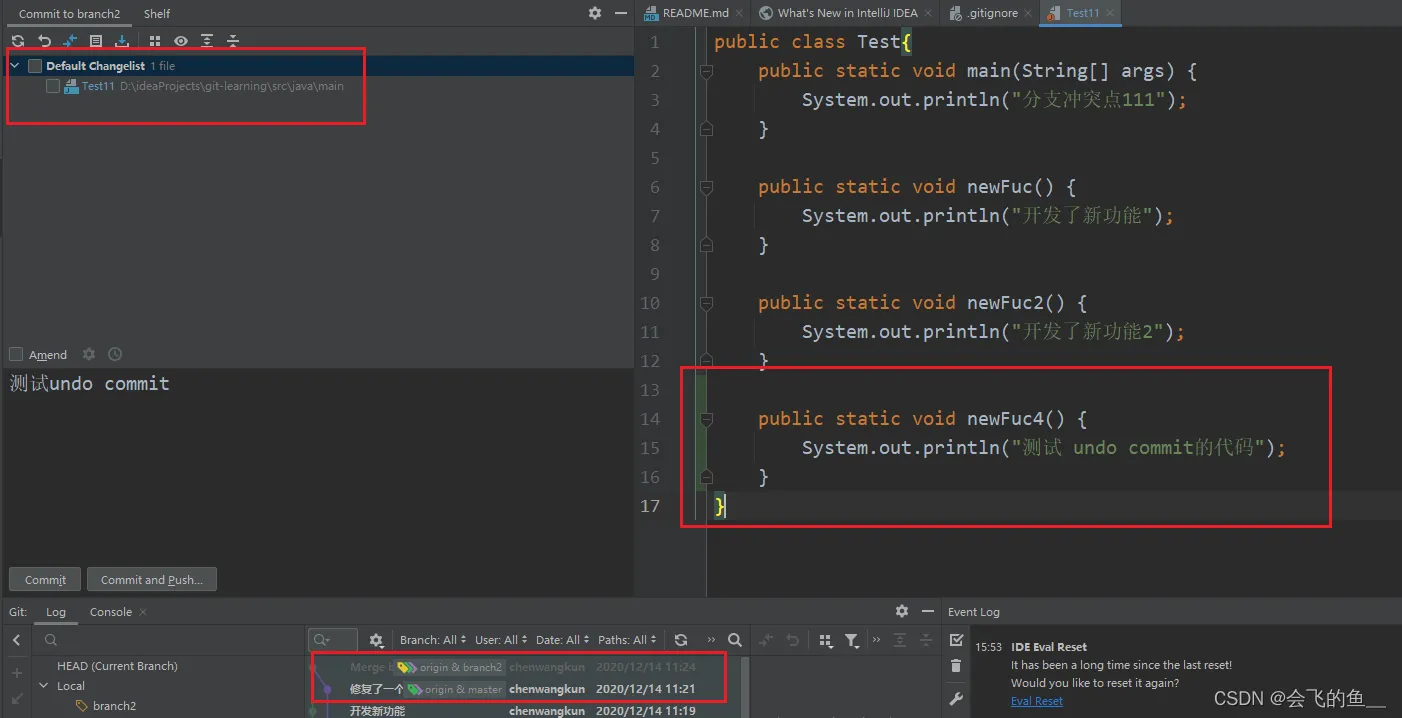 Commit to branch2 Shelf
Default Changelist 1 file
Test11 D:\ideaProjects\git-learning\src\java\main
Amend
测试undo commit
Commit Commit and Push...
README.md What's New in IntelliJ IDEA .gitignore Test11
1 public class Test{
2 public static void main(String[] args) {
3 System.out.println("分支冲突点111");
4 }
5
6 public static void newFuc() {
7 System.out.println("开发了新功能");
8 }
9
10 public static void newFuc2() {
11 System.out.println("开发了新功能2");
12 }
13
14 public static void newFuc4() {
15 System.out.println("测试 undo commit的代码");
16 }
17 }
Git: Log Console
HEAD (Current Branch)
Local
branch2
Branch: All User: All Date: All Paths: All
Merge b origin & branch2 chenwangkun 2020/12/14 11:24
修复了一个 origin & master chenwangkun 2020/12/14 11:21
开发新功能 chenwangkun 2020/12/14 11:19
Event Log
15:53 IDE Eval Reset
It has been a long time since the last reset!
Would you like to reset it again?
Eval Reset
CSDN @会飞的鱼__